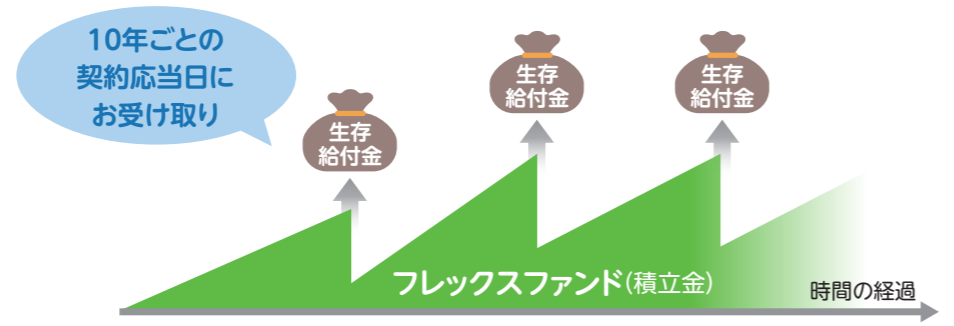 10年ごとの
契約応当日に
お受け取り
生存
給付金
生存
給付金
生存
給付金
フレックスファンド(積立金)
時間の経過